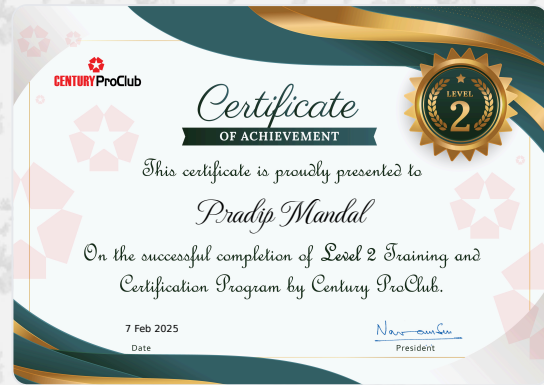 CENTURY ProClub
Certificate
OF ACHIEVEMENT
LEVEL
2
This certificate is proudly presented to
Pradip Mandal
On the successful completion of Level 2 Training and
Certification Program by Century ProClub.
7 Feb 2025
Date
President